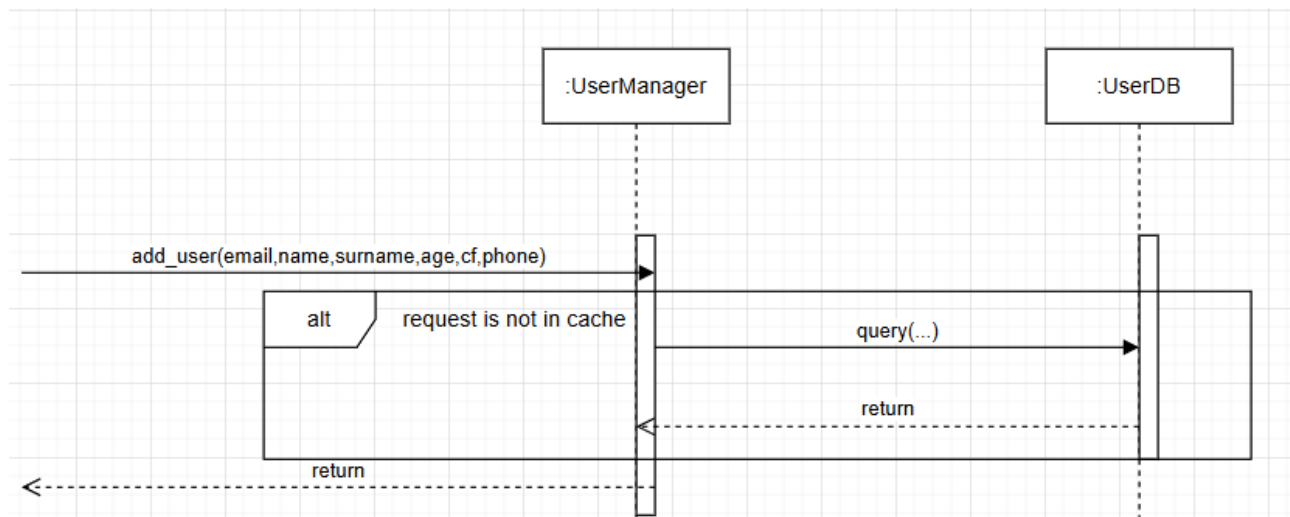 :UserManager
:UserDB
add_user(email,name,surname,age,cf,phone)
alt
request is not in cache
query(...)
return
return